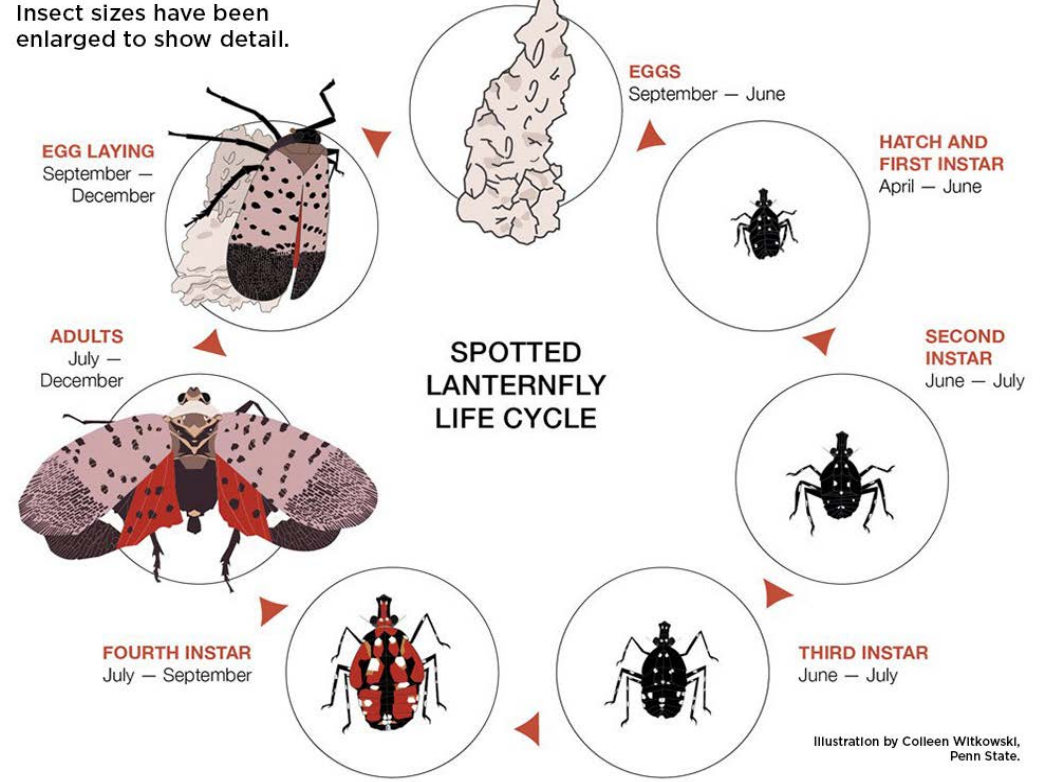 Insect sizes have been
enlarged to show detail.
EGGS
September — June
HATCH AND
FIRST INSTAR
April — June
EGG LAYING
September —
December
ADULTS
July —
December
SPOTTED
LANTERNFLY
LIFE CYCLE
SECOND
INSTAR
June — July
FOURTH INSTAR
July — September
THIRD INSTAR
June — July
Illustration by Colleen Witkowski,
Penn State.